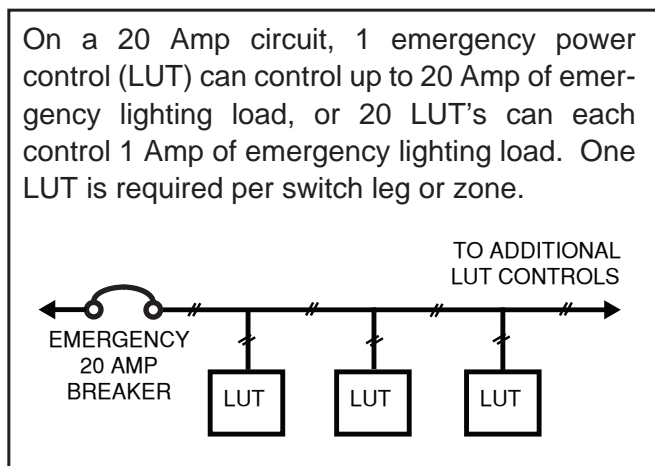 On a 20 Amp circuit, 1 emergency power
control (LUT) can control up to 20 Amp of emer-
gency lighting load, or 20 LUT's can each
control 1 Amp of emergency lighting load. One
LUT is required per switch leg or zone.
TO ADDITIONAL
LUT CONTROLS
EMERGENCY
20 AMP
BREAKER
LUT
LUT
LUT